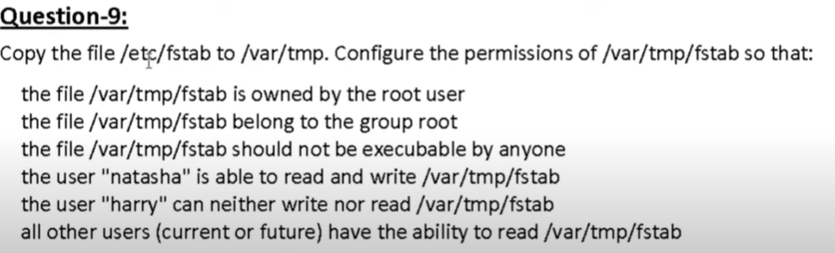 Question-9:
Copy the file /etc/fstab to /var/tmp. Configure the permissions of /var/tmp/fstab so that:
the file /var/tmp/fstab is owned by the root user
the file /var/tmp/fstab belong to the group root
the file /var/tmp/fstab should not be execubable by anyone
the user "natasha" is able to read and write /var/tmp/fstab
the user "harry" can neither write nor read /var/tmp/fstab
all other users (current or future) have the ability to read /var/tmp/fstab